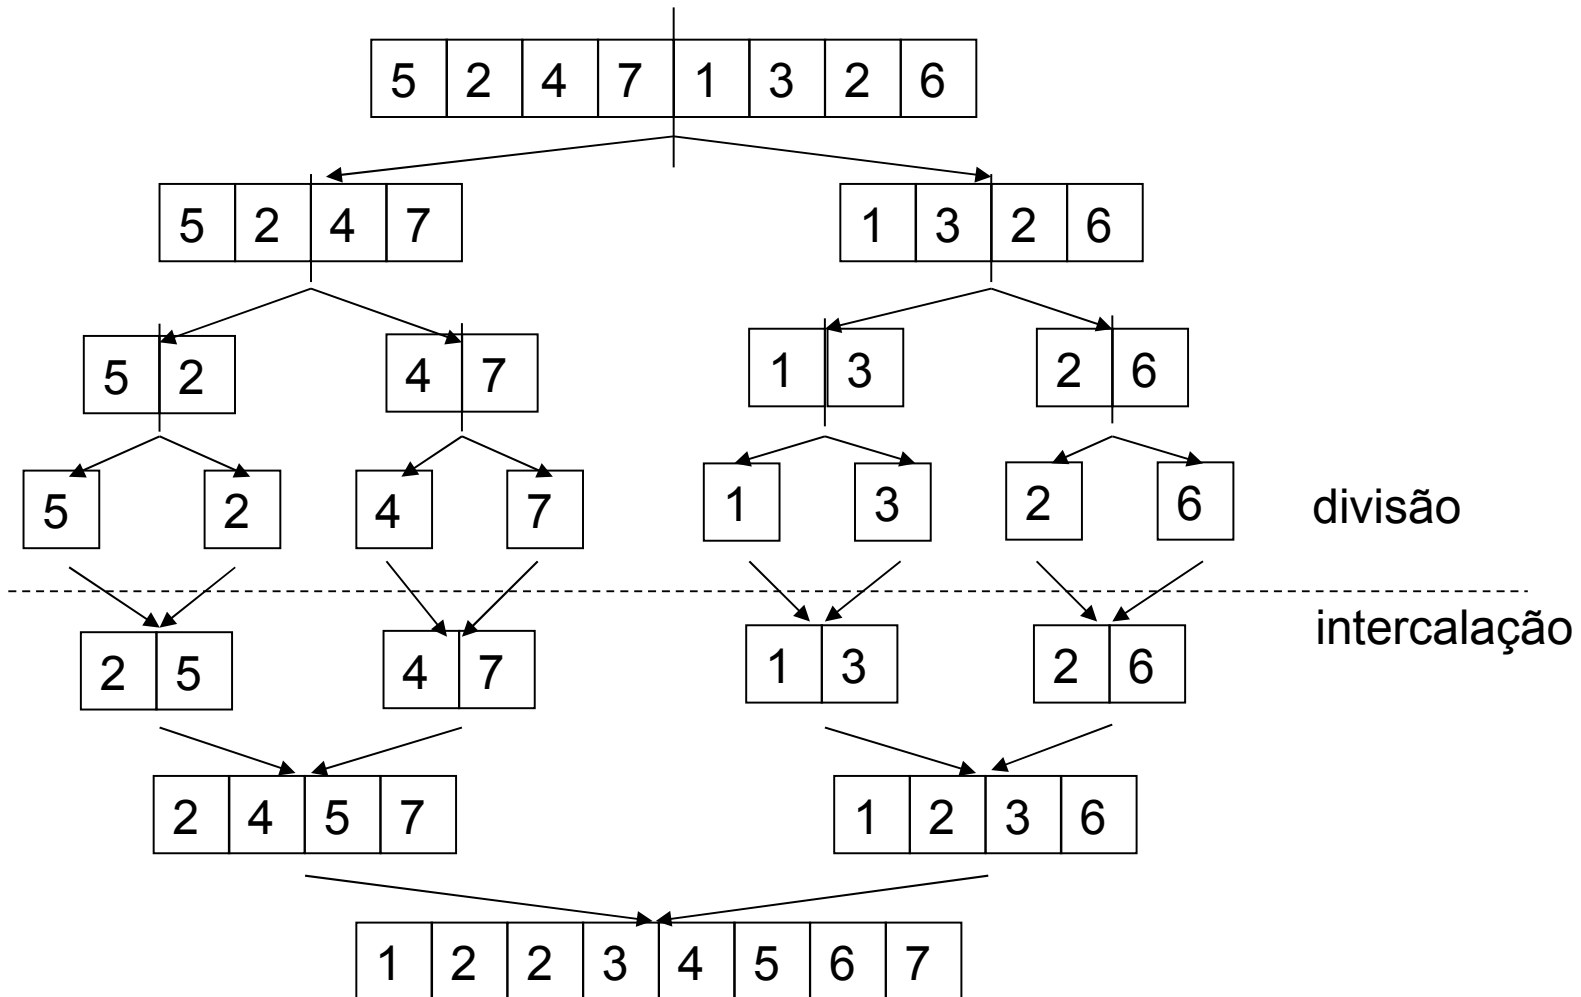 5 2 4 7 1 3 2 6
5 2 4 7 1 3 2 6
5 2 4 7 1 3 2 6
5 2 4 7 1 3 2 6 divisão
intercalação
2 5 4 7 1 3 2 6
2 4 5 7 1 2 3 6
1 2 2 3 4 5 6 7